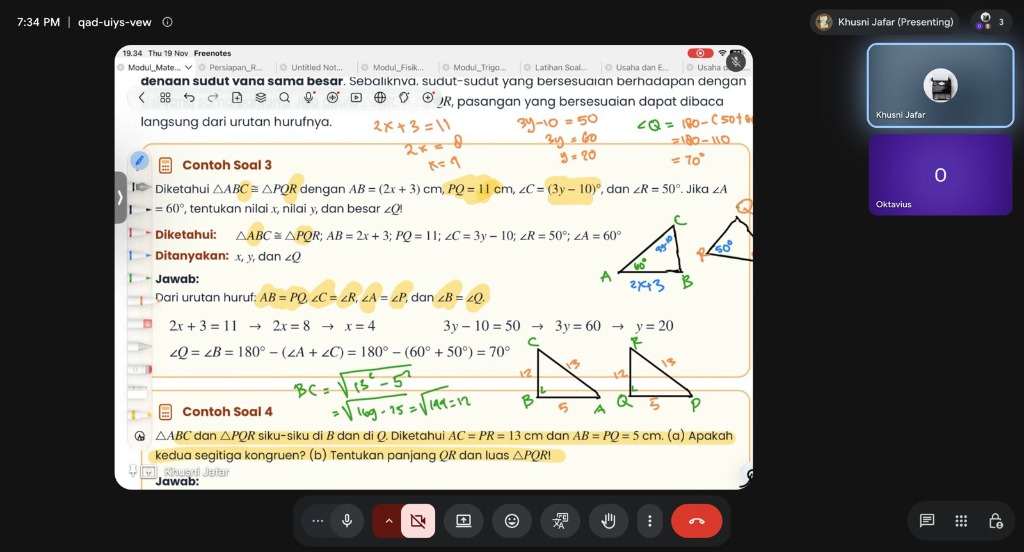 7:34 PM | qad-uiys-vew
Khusni Jafar (Presenting)
3
19.34 Thu 19 Nov Freenotes
Modul_Mate... Persiapan_R... Untitled Not... Modul_Fisik... Modul_Trigo... Latihan Soal... Usaha dan E... Usaha
dengan sudut yang sama besar. Sebaliknya, sudut-sudut yang bersesuaian berhadapan dengan
QR, pasangan yang bersesuaian dapat dibaca
langsung dari urutan hurufnya.
2x + 3 = 11
2x = 8
x = 4
3y - 10 = 50
3y = 60
y = 20
∠Q = 180 - (50+60
= 180 - 110
= 70°
Contoh Soal 3
Diketahui △ABC ≅ △PQR dengan AB = (2x + 3) cm, PQ = 11 cm, ∠C = (3y − 10)°, dan ∠R = 50°. Jika ∠A
= 60°, tentukan nilai x, nilai y, dan besar ∠Q!
Diketahui: △ABC ≅ △PQR; AB = 2x + 3; PQ = 11; ∠C = 3y − 10; ∠R = 50°; ∠A = 60°
Ditanyakan: x, y, dan ∠Q
C
60°
3y-10
A
2x+3
B
Q
R
50°
Jawab:
Dari urutan huruf: AB = PQ, ∠C = ∠R, ∠A = ∠P, dan ∠B = ∠Q.
2x + 3 = 11 → 2x = 8 → x = 4 3y − 10 = 50 → 3y = 60 → y = 20
∠Q = ∠B = 180° − (∠A + ∠C) = 180° − (60° + 50°) = 70°
BC = √13² - 5²
= √169 - 25 = √144 = 12
C
12
13
B
5
A
R
12
13
Q
5
P
Contoh Soal 4
△ABC dan △PQR siku-siku di B dan di Q. Diketahui AC = PR = 13 cm dan AB = PQ = 5 cm. (a) Apakah
kedua segitiga kongruen? (b) Tentukan panjang QR dan luas △PQR!
Khusni Jafar
Jawab:
Khusni Jafar
O
Oktavius